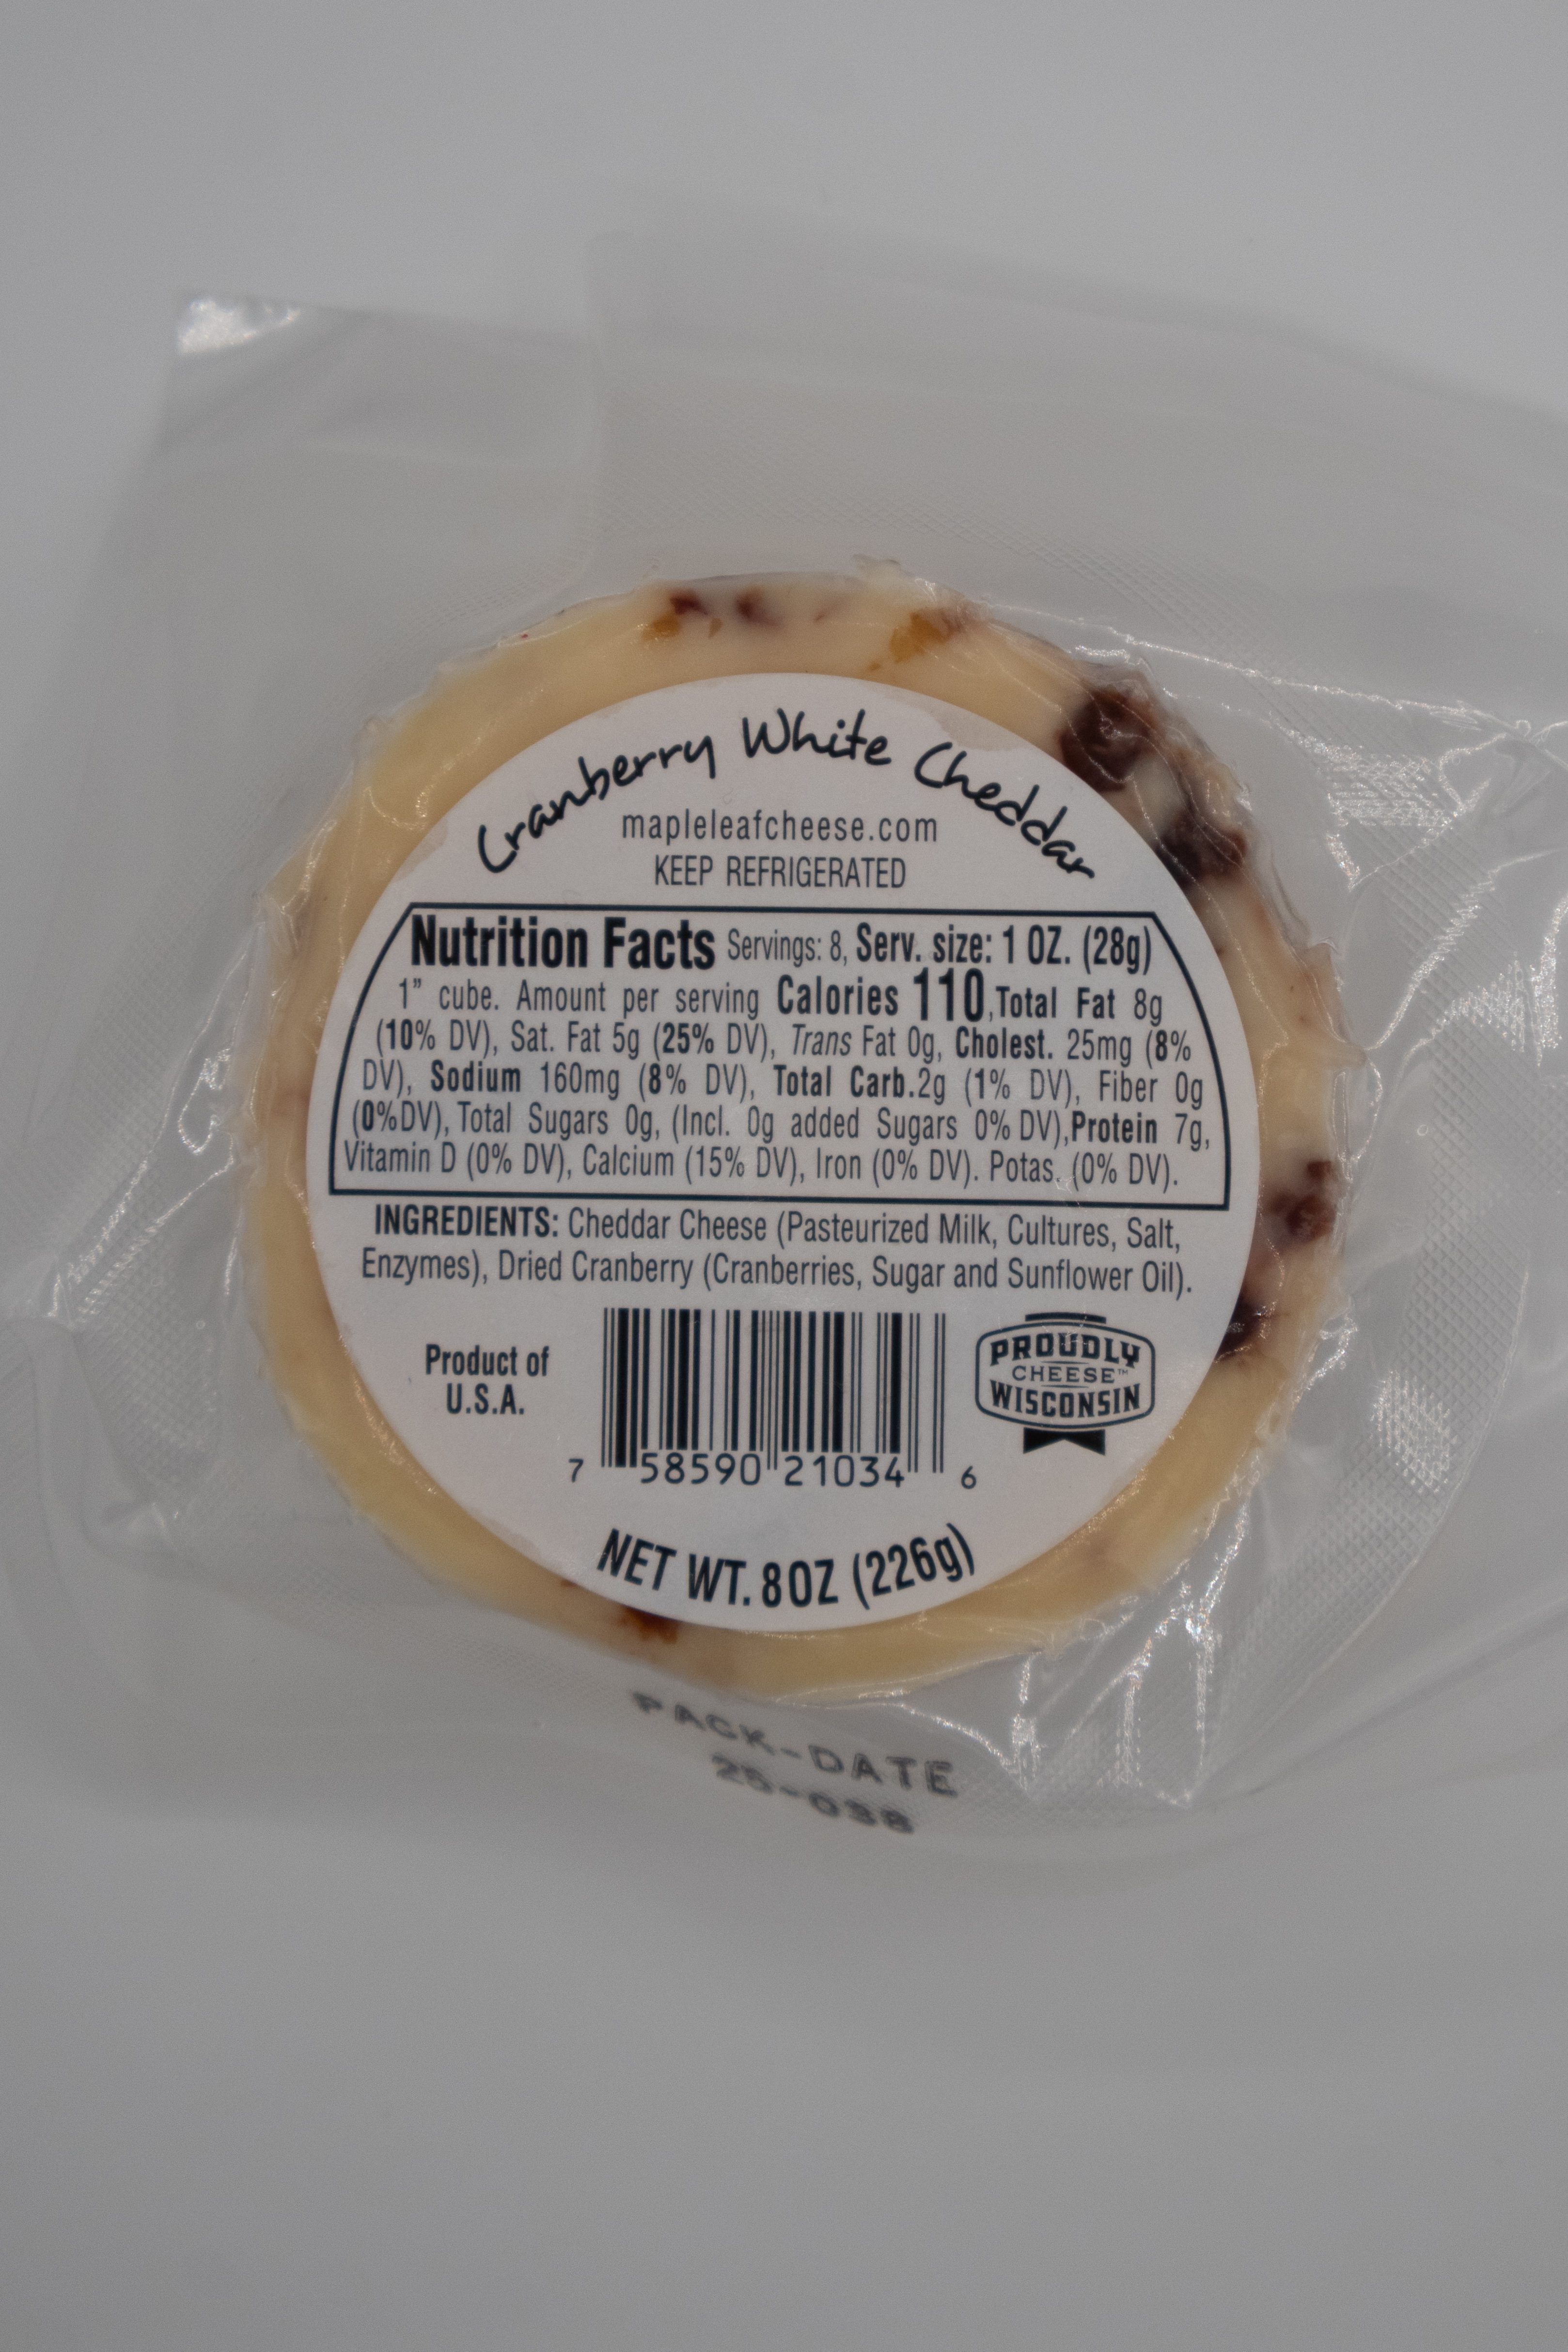 Cranberry White Cheddar
mapleleafcheese.com
KEEP REFRIGERATED
Nutrition Facts Servings: 8, Serv. size: 1 OZ. (28g)
1” cube. Amount per serving Calories 110,Total Fat 8g
(10% DV), Sat. Fat 5g (25% DV), Trans Fat 0g, Cholest. 25mg (8%
DV), Sodium 160mg (8% DV), Total Carb.2g (1% DV), Fiber 0g
(0%DV), Total Sugars 0g, (Incl. 0g added Sugars 0% DV),Protein 7g,
Vitamin D (0% DV), Calcium (15% DV), Iron (0% DV). Potas. (0% DV).
INGREDIENTS: Cheddar Cheese (Pasteurized Milk, Cultures, Salt,
Enzymes), Dried Cranberry (Cranberries, Sugar and Sunflower Oil).
Product of
U.S.A.
7 58590 21034 6
PROUDLY
CHEESE™
WISCONSIN
NET WT. 8OZ (226g)
PACK-DATE
25-038